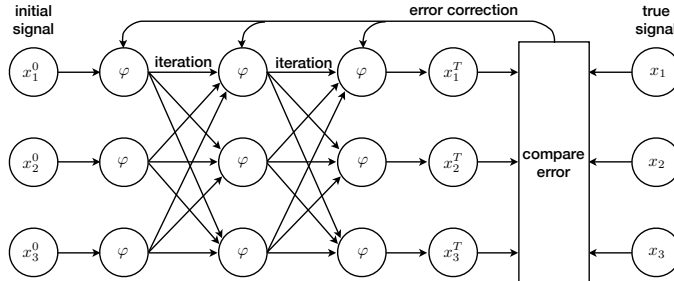 initial
signal
error correction
true
signal
iteration
iteration
x_1^0 φ φ φ x_1^T x_1
x_2^0 φ φ φ x_2^T x_2
compare
error
x_3^0 φ φ φ x_3^T x_3